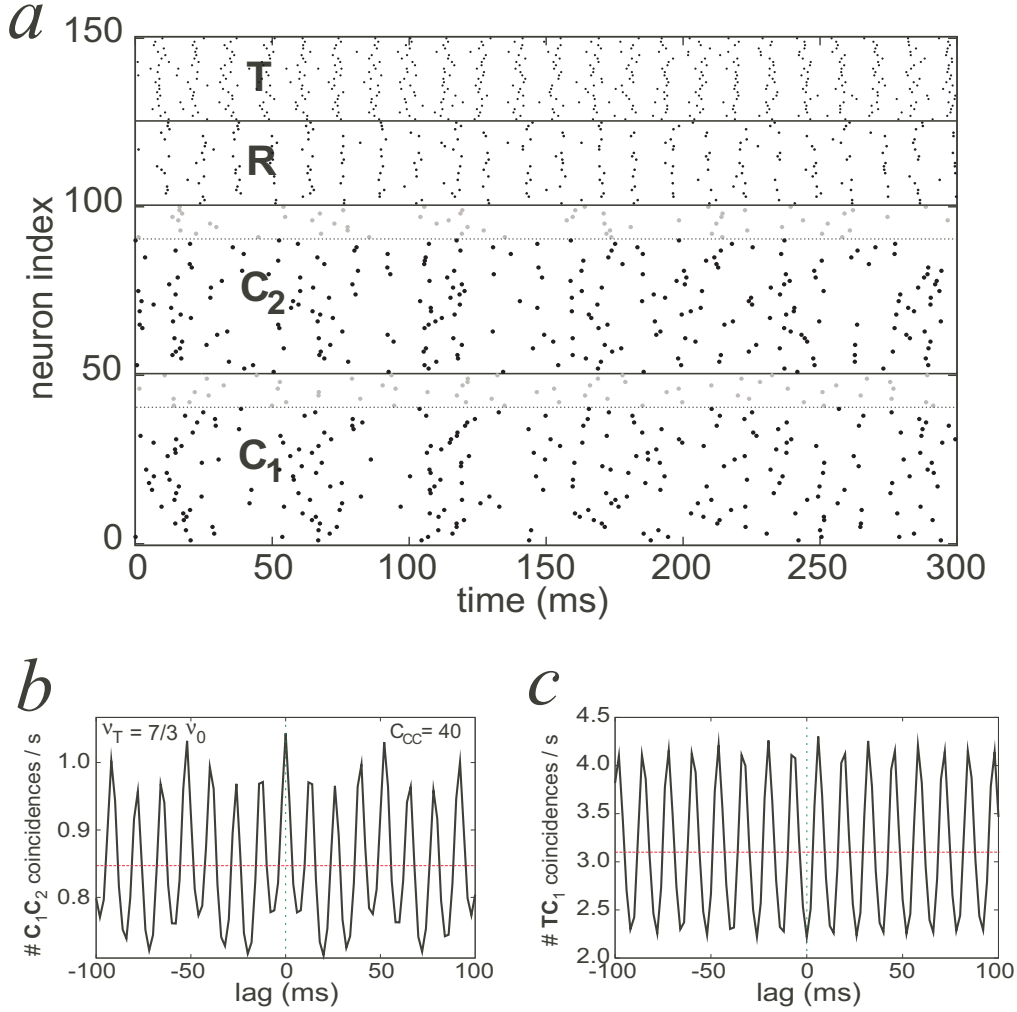 a
150
T
R
100
C2
50
C1
0
neuron index
0 50 100 150 200 250 300
time (ms)
b
νT = 7/3 ν0
CCC= 40
1.0
0.9
0.8
# C1C2 coincidences / s
-100 -50 0 50 100
lag (ms)
c
4.5
4.0
3.5
3.0
2.5
2.0
# TC1 coincidences / s
-100 -50 0 50 100
lag (ms)